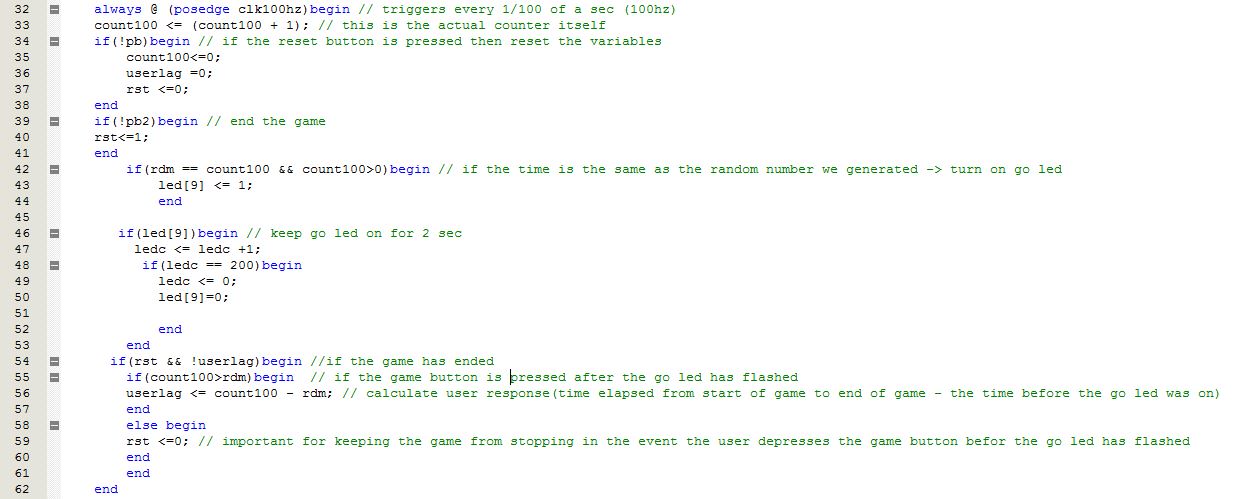 32 always @ (posedge clk100hz)begin // triggers every 1/100 of a sec (100hz)
33 count100 <= (count100 + 1); // this is the actual counter itself
34 if(!pb)begin // if the reset button is pressed then reset the variables
35 count100<=0;
36 userlag =0;
37 rst <=0;
38 end
39 if(!pb2)begin // end the game
40 rst<=1;
41 end
42 if(rdm == count100 && count100>0)begin // if the time is the same as the random number we generated -> turn on go led
43 led[9] <= 1;
44 end
45
46 if(led[9])begin // keep go led on for 2 sec
47 ledc <= ledc +1;
48 if(ledc == 200)begin
49 ledc <= 0;
50 led[9]=0;
51
52 end
53 end
54 if(rst && !userlag)begin //if the game has ended
55 if(count100>rdm)begin  // if the game button is pressed after the go led has flashed
56 userlag <= count100 - rdm; // calculate user response(time elapsed from start of game to end of game - the time before the go led was on)
57 end
58 else begin
59 rst <=0; // important for keeping the game from stopping in the event the user depresses the game button befor the go led has flashed
60 end
61 end
62 end